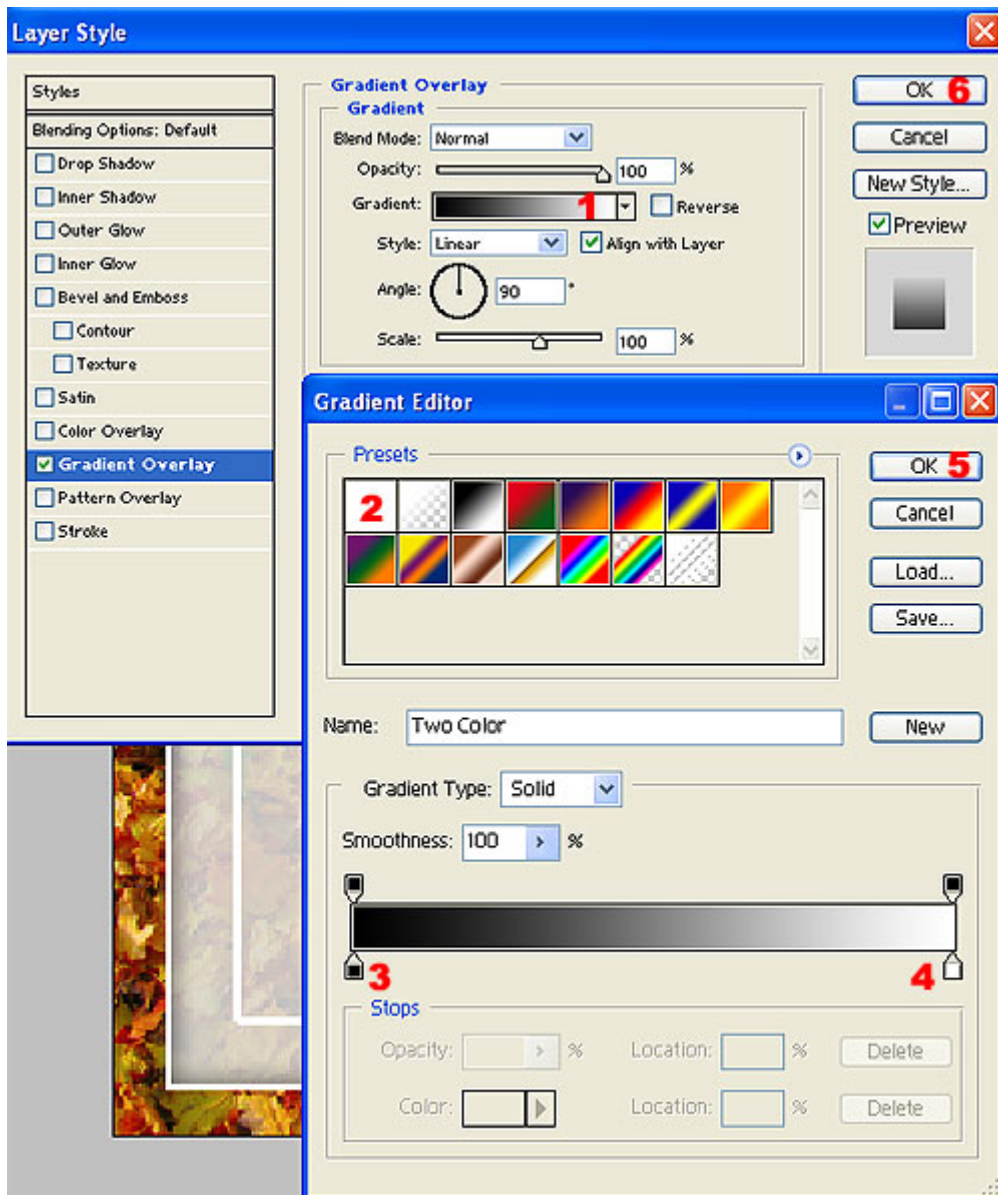 Layer Style
Styles
Blending Options: Default
Drop Shadow
Inner Shadow
Outer Glow
Inner Glow
Bevel and Emboss
Contour
Texture
Satin
Color Overlay
Gradient Overlay
Pattern Overlay
Stroke
Gradient Overlay
Gradient
Blend Mode: Normal
Opacity: 100 %
Gradient: 1 Reverse
Style: Linear Align with Layer
Angle: 90 °
Scale: 100 %
OK 6
Cancel
New Style...
Preview
Gradient Editor
Presets
2
OK 5
Cancel
Load...
Save...
Name: Two Color New
Gradient Type: Solid
Smoothness: 100 %
3 4
Stops
Opacity: % Location: % Delete
Color: Location: % Delete